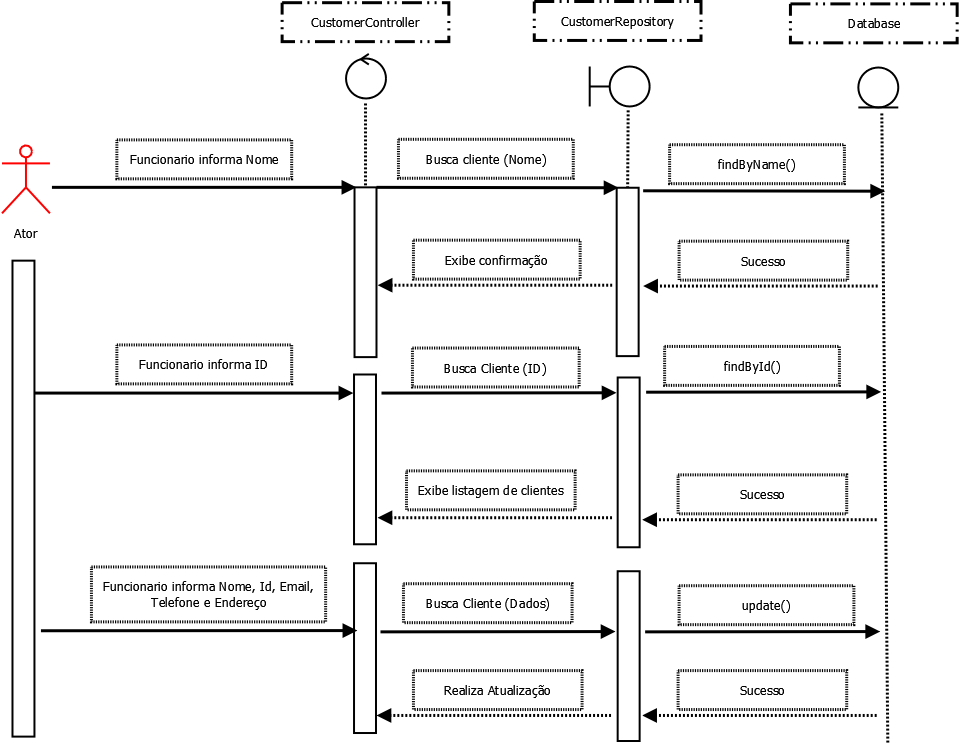 CustomerController
CustomerRepository
Database
Funcionario informa Nome
Busca cliente (Nome)
findByName()
Ator
Exibe confirmação
Sucesso
Funcionario informa ID
Busca Cliente (ID)
findById()
Exibe listagem de clientes
Sucesso
Funcionario informa Nome, Id, Email,
Telefone e Endereço
Busca Cliente (Dados)
update()
Realiza Atualização
Sucesso